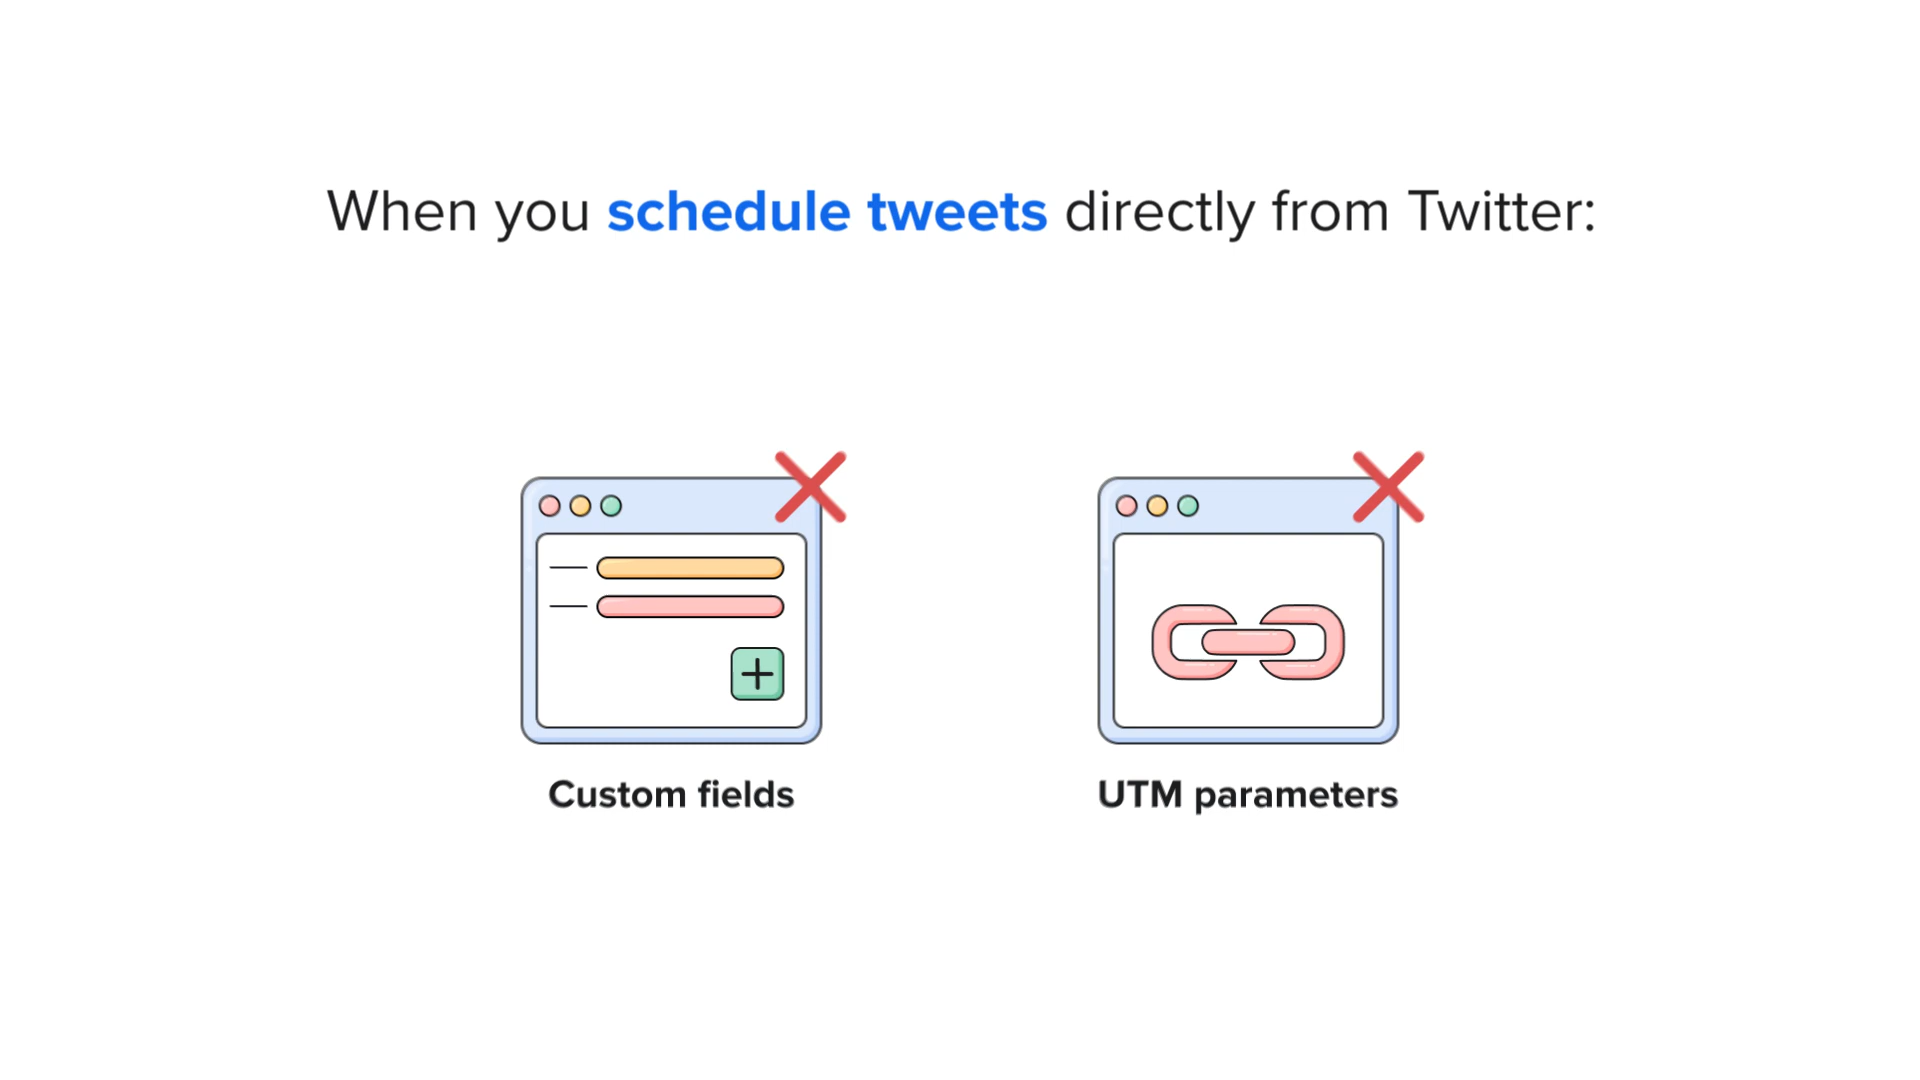 When you schedule tweets directly from Twitter:
Custom fields
UTM parameters